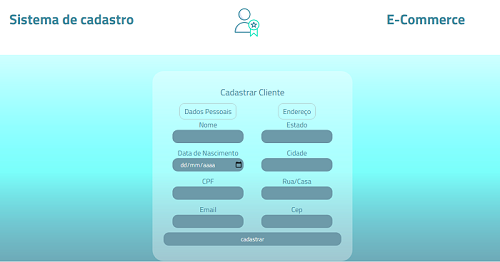 Sistema de cadastro
E-Commerce
Cadastrar Cliente
Dados Pessoais
Endereço
Nome
Estado
Data de Nascimento
Cidade
dd/mm/aaaa
CPF
Rua/Casa
Email
Cep
cadastrar